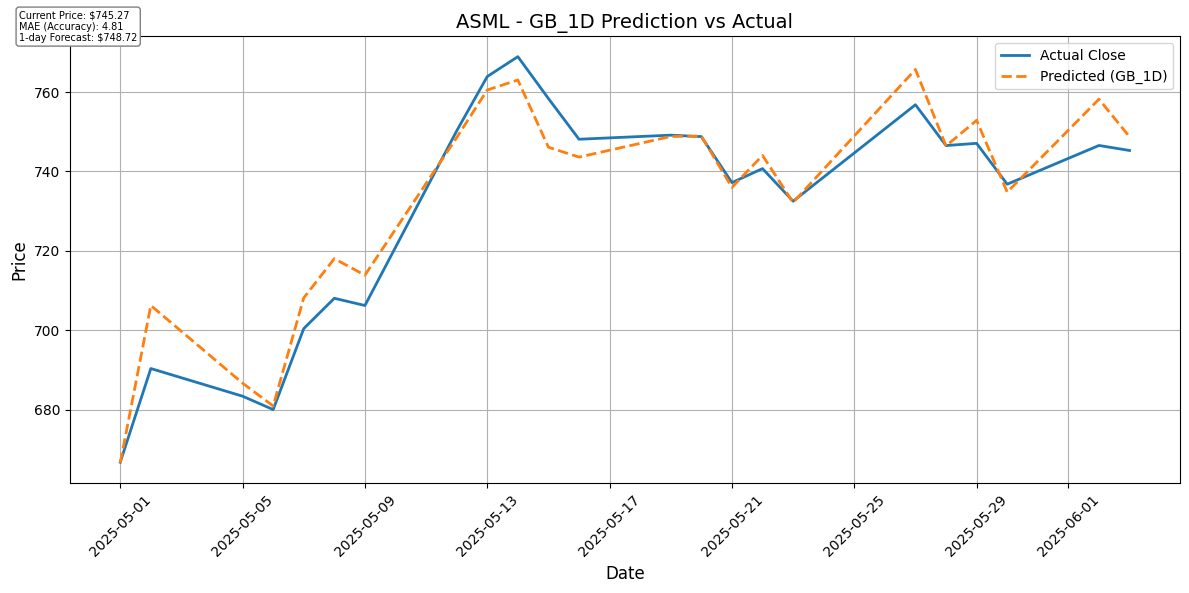 Current Price: $745.27
MAE (Accuracy): 4.81
1-day Forecast: $748.72
ASML - GB_1D Prediction vs Actual
Actual Close
Predicted (GB_1D)
Price
760
740
720
700
680
2025-05-01
2025-05-05
2025-05-09
2025-05-13
2025-05-17
2025-05-21
2025-05-25
2025-05-29
2025-06-01
Date